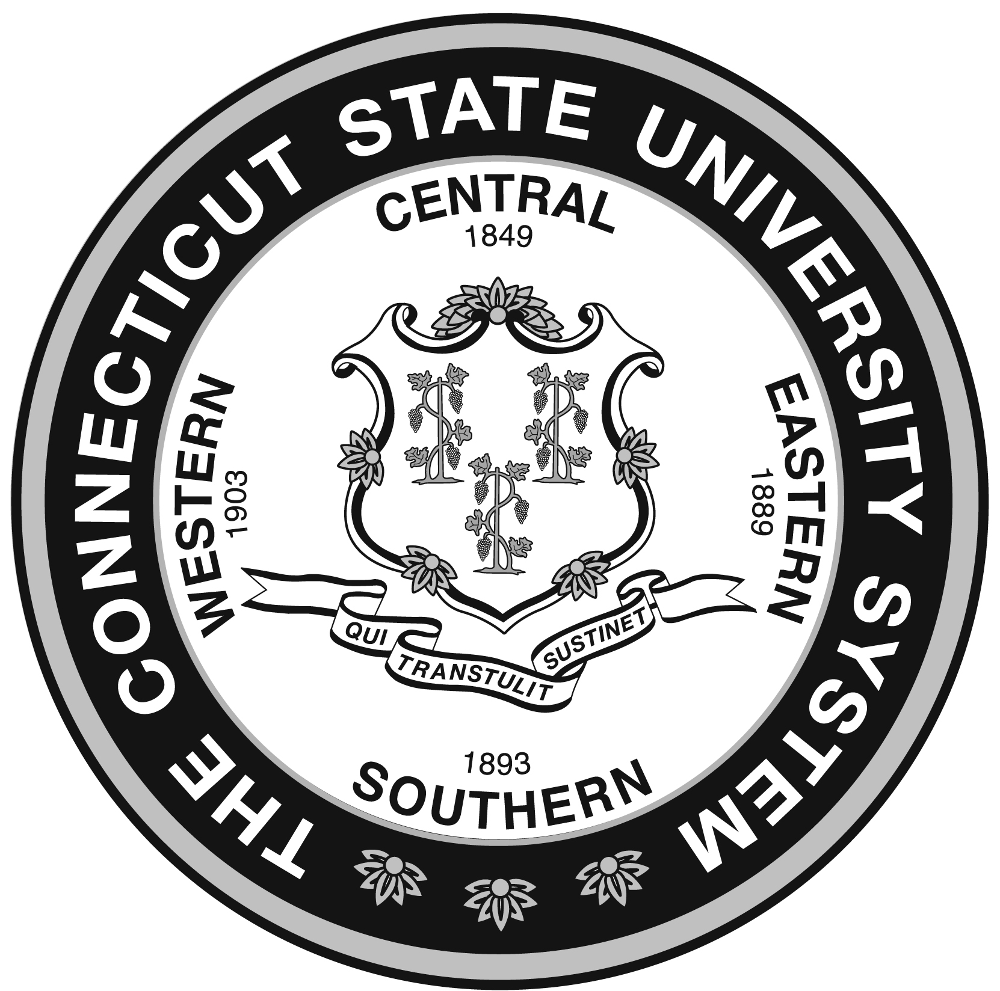 THE CONNECTICUT STATE UNIVERSITY SYSTEM
CENTRAL
1849
WESTERN
1903
EASTERN
1889
QUI
TRANSTULIT
SUSTINET
1893
SOUTHERN